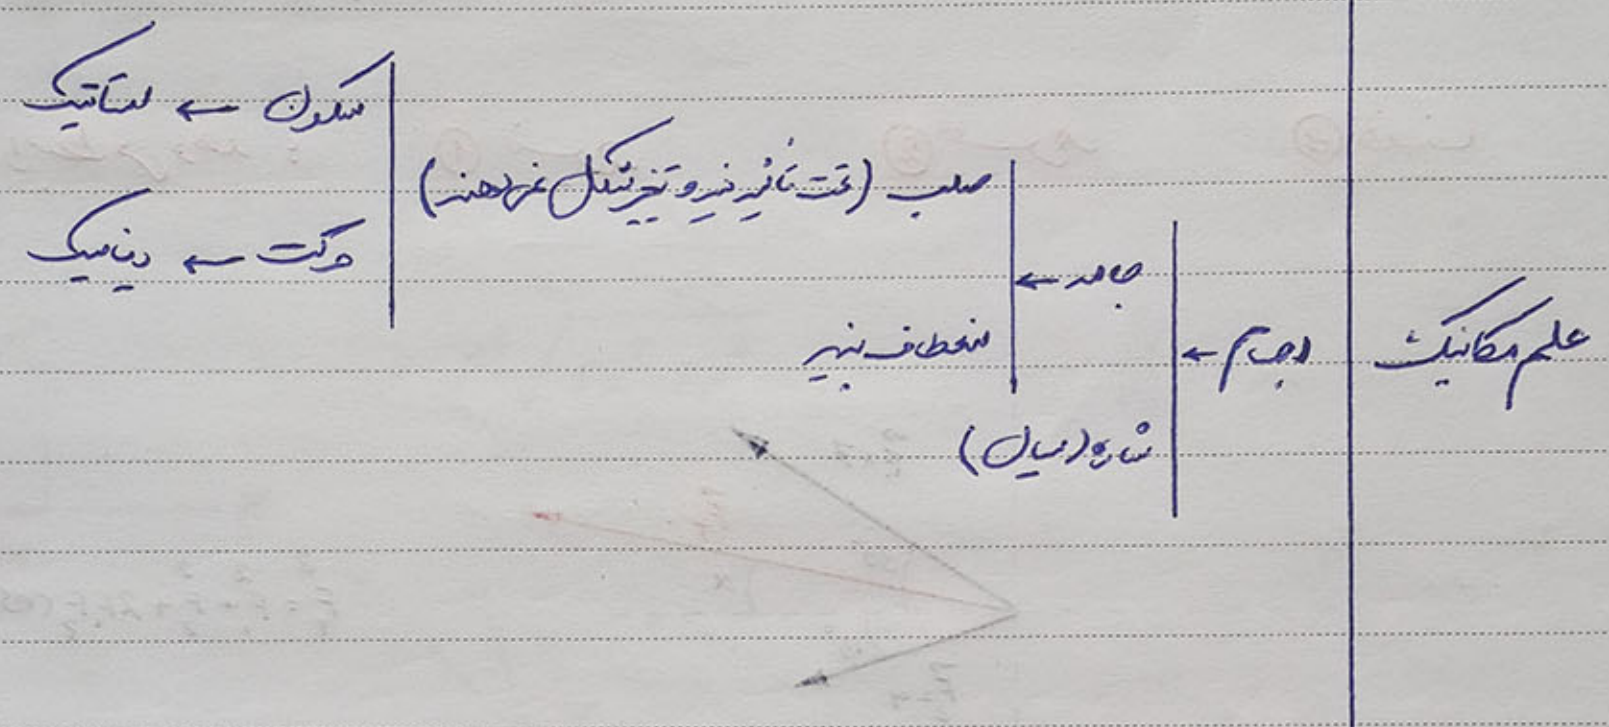 علم مکانیک
اجسام ←
جامد ←
شاره (سیال)
صلب (تحت تأثیر نیرو تغییر شکل نمی‌دهند)
انعطاف پذیر
سکون ← استاتیک
حرکت ← دینامیک